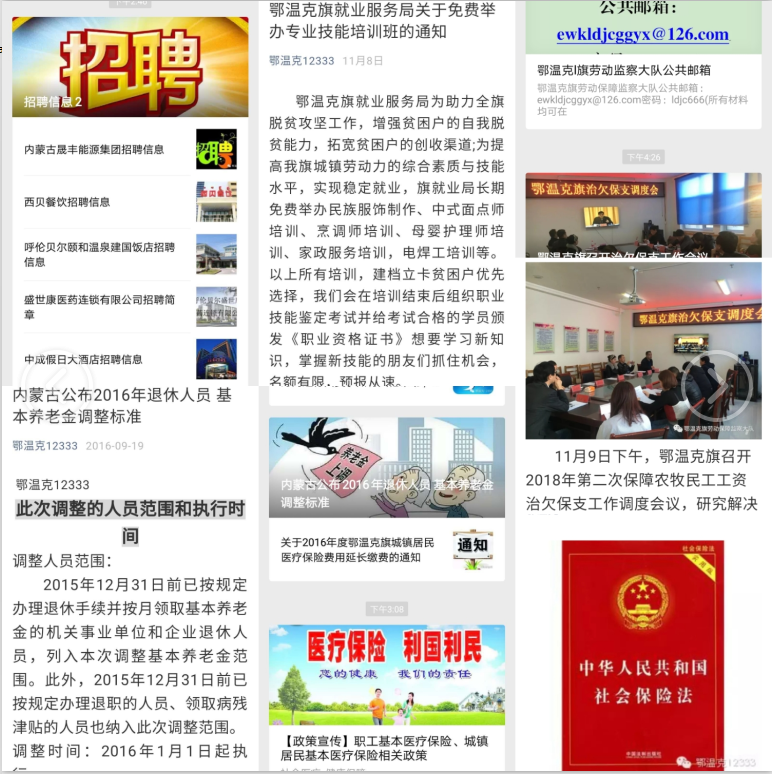 招聘
招聘信息 2
内蒙古晟丰能源集团招聘信息
西贝餐饮招聘信息
呼伦贝尔颐和温泉建国饭店招聘
信息
盛世康医药连锁有限公司招聘简
章
中成假日大酒店招聘信息
内蒙古公布2016年退休人员 基
本养老金调整标准
鄂温克12333 2016-09-19
鄂温克12333
此次调整的人员范围和执行时
间
调整人员范围：
2015年12月31日前已按规定
办理退休手续并按月领取基本养老
金的机关事业单位和企业退休人
员，列入本次调整基本养老金范
围。此外，2015年12月31日前已
按规定办理退职的人员、领取病残
津贴的人员也纳入此次调整范围。
调整时间：2016年1月1日起执
鄂温克旗就业服务局关于免费举
办专业技能培训班的通知
鄂温克12333 11月8日
鄂温克旗就业服务局为助力全旗
脱贫攻坚工作，增强贫困户的自我脱
贫能力，拓宽贫困户的创收渠道;为提
高我旗城镇劳动力的综合素质与技能
水平，实现稳定就业，旗就业局长期
免费举办民族服饰制作、中式面点师
培训、烹调师培训、母婴护理师培
训、家政服务培训，电焊工培训等。
以上所有培训，建档立卡贫困户优先
选择，我们会在培训结束后组织职业
技能鉴定考试并给考试合格的学员颁
发《职业资格证书》想要学习新知
识，掌握新技能的朋友们抓住机会，
名额有限，预报从速。
养老金
上调
内蒙古公布2016年退休人员 基本养老金
调整标准
关于2016年度鄂温克旗城镇居民
医疗保险费用延长缴费的通知
通知
下午3:08
医疗保险 利国利民
您的健康 我们的责任
【政策宣传】职工基本医疗保险、城镇
居民基本医疗保险相关政策
公共邮箱：
ewkldjcggyx@126.com
鄂温克l旗劳动监察大队公共邮箱
鄂温克旗劳动保障监察大队公共邮箱：
ewkldjcggyx@126.com密码：ldjc666(所有材料
均可在
下午4:26
鄂温克旗治欠保支调度会
鄂温克旗召开治欠保支工作会议
鄂温克旗治欠保支调度会
鄂温克旗劳动保障监察大队
11月9日下午，鄂温克旗召开
2018年第二次保障农牧民工工资
治欠保支工作调度会议，研究解决
社会保险法
中华人民共和国
社会保险法
中国法制出版社
鄂温克12333